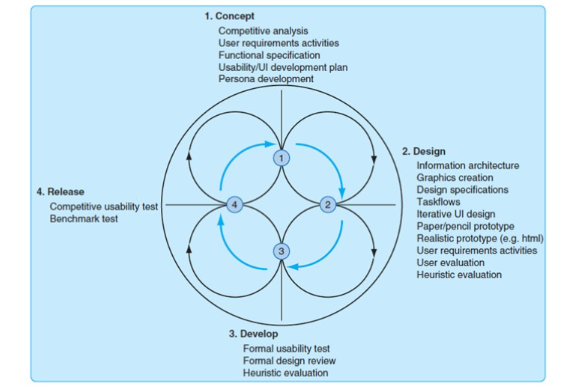 1. Concept
Competitive analysis
User requirements activities
Functional specification
Usability/UI development plan
Persona development
1
2. Design
Information architecture
Graphics creation
Design specifications
Taskflows
Iterative UI design
Paper/pencil prototype
Realistic prototype (e.g. html)
User requirements activities
User evaluation
Heuristic evaluation
4. Release
Competitive usability test
Benchmark test
4
2
3
3. Develop
Formal usability test
Formal design review
Heuristic evaluation